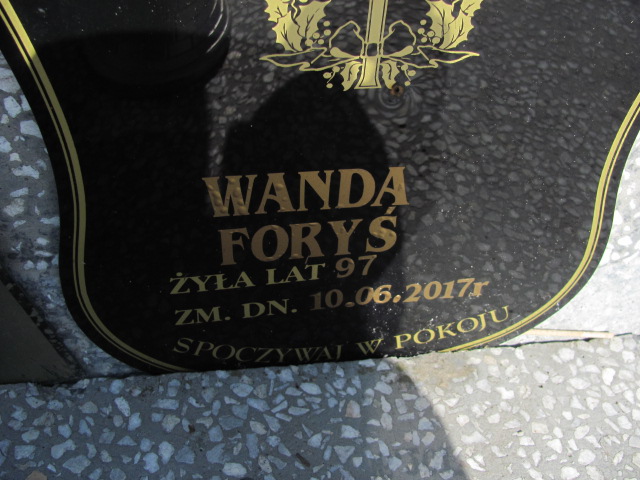 WANDA
FORYŚ
ŻYŁA LAT 97
ZM. DN. 10.06.2017r
SPOCZYWAJ W POKOJU